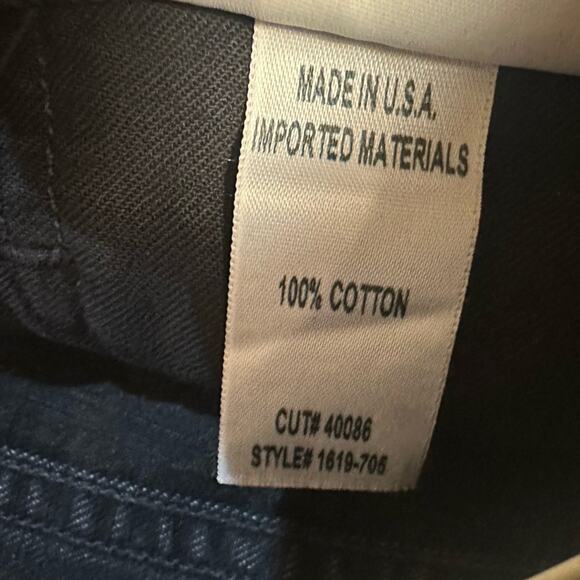 MADE IN U.S.A.
IMPORTED MATERIALS
100% COTTON
CUT# 40086
STYLE# 1619-706